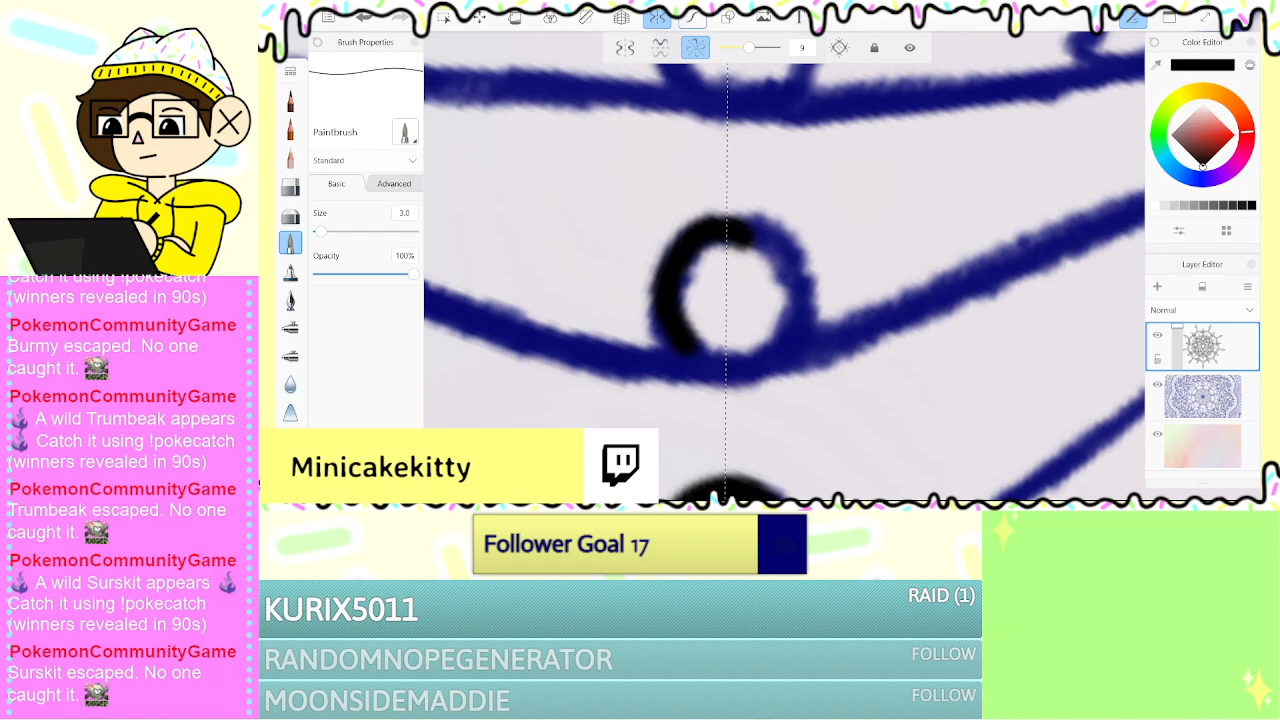 Brush Properties
Paintbrush
Standard
Basic
Advanced
Size
3.0
Opacity
100%
9
T
Color Editor
Layer Editor
Normal
Catch it using !pokecatch
(winners revealed in 90s)
PokemonCommunityGame
Burmy escaped. No one
caught it.
PokemonCommunityGame
A wild Trumbeak appears
Catch it using !pokecatch
(winners revealed in 90s)
PokemonCommunityGame
Trumbeak escaped. No one
caught it.
PokemonCommunityGame
A wild Surskit appears
Catch it using !pokecatch
(winners revealed in 90s)
PokemonCommunityGame
Surskit escaped. No one
caught it.
Minicakekitty
Follower Goal 17
KURIX5011
RAID (1)
RANDOMNOPEGENERATOR
FOLLOW
MOONSIDEMADDIE
FOLLOW